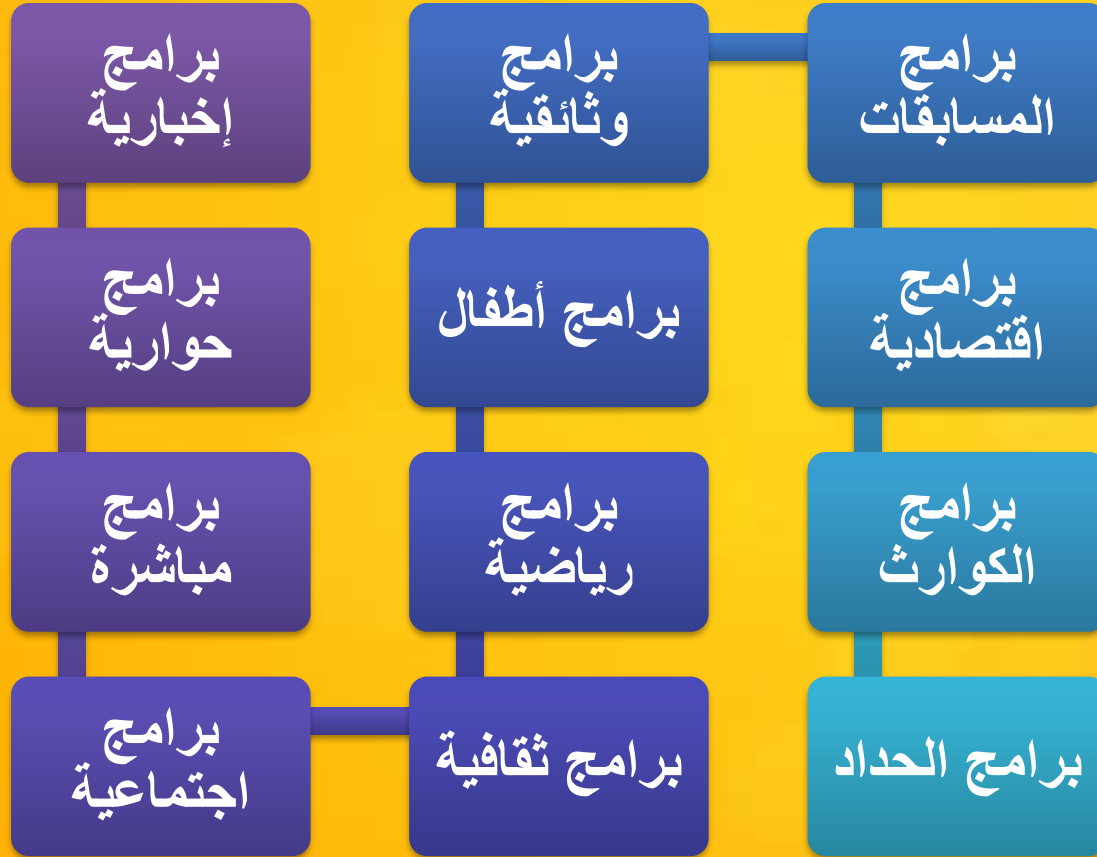 برامج
إخبارية
برامج
حوارية
برامج
مباشرة
برامج
اجتماعية
برامج ثقافية
برامج
رياضية
برامج أطفال
برامج
وثائقية
برامج
المسابقات
برامج
اقتصادية
برامج
الكوارث
برامج الحداد